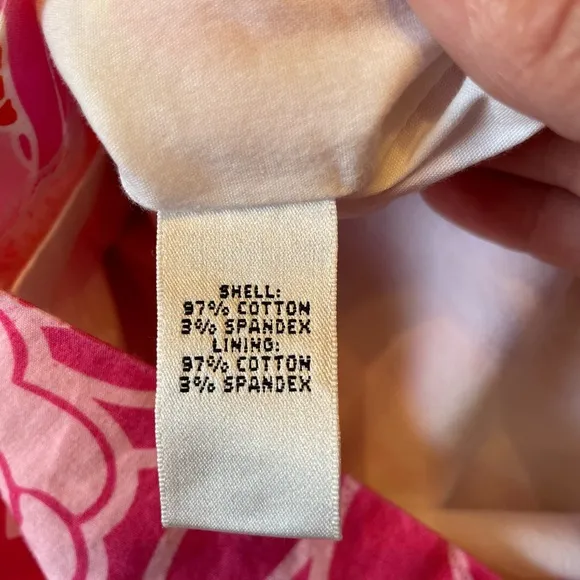 SHELL:
97% COTTON
3% SPANDEX
LINING:
97% COTTON
3% SPANDEX